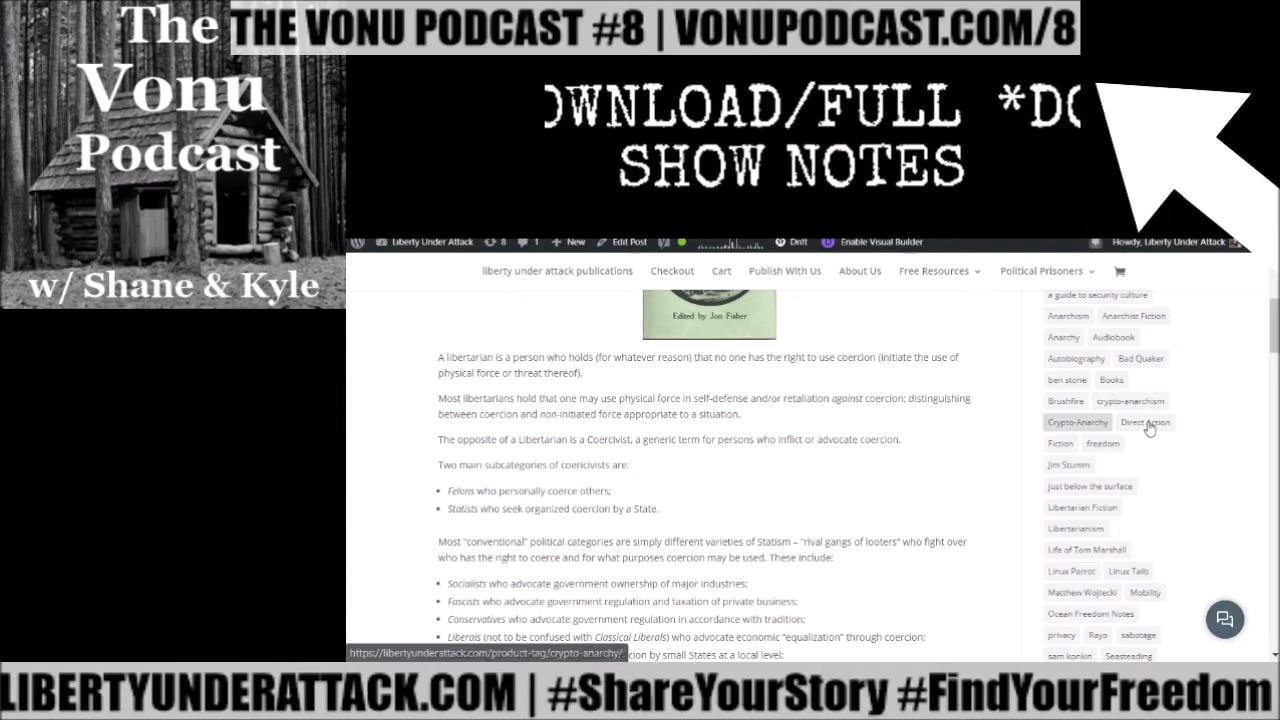 The
Vonu
Podcast
w/ Shane & Kyle
THE VONU PODCAST #8 | VONUPODCAST.COM/8
OWNLOAD/FULL *DO
SHOW NOTES
Liberty Under Attack 8 1 New Edit Post Drift Enable Visual Builder Howdy, Liberty Under Attack
liberty under attack publications Checkout Cart Publish With Us About Us Free Resources Political Prisoners
Edited by Jon Fisher
A libertarian is a person who holds (for whatever reason) that no one has the right to use coercion (initiate the use of
physical force or threat thereof).
Most libertarians hold that one may use physical force in self-defense and/or retaliation against coercion; distinguishing
between coercion and non-initiated force appropriate to a situation.
The opposite of a Libertarian is a Coercivist, a generic term for persons who inflict or advocate coercion.
Two main subcategories of coericivists are:
• Felons who personally coerce others;
• Statists who seek organized coercion by a State.
Most “conventional” political categories are simply different varieties of Statism – “rival gangs of looters” who fight over
who has the right to coerce and for what purposes coercion may be used. These include:
• Socialists who advocate government ownership of major industries;
• Fascists who advocate government regulation and taxation of private business;
• Conservatives who advocate government regulation in accordance with tradition;
• Liberals (not to be confused with Classical Liberals) who advocate economic “equalization” through coercion;
cion by small States at a local level;
a guide to security culture
Anarchism Anarchist Fiction
Anarchy Audiobook
Autobiography Bad Quaker
ben stone Books
Brushfire crypto-anarchism
Crypto-Anarchy Direct Action
Fiction freedom
Jim Stumm
just below the surface
Libertarian Fiction
Libertarianism
Life of Tom Marshall
Linux Parrot Linux Tails
Matthew Wojtecki Mobility
Ocean Freedom Notes
privacy Rayo sabotage
sam konkin Seasteading
https://libertyunderattack.com/product-tag/crypto-anarchy/
LIBERTYUNDERATTACK.COM | #ShareYourStory #FindYourFreedom